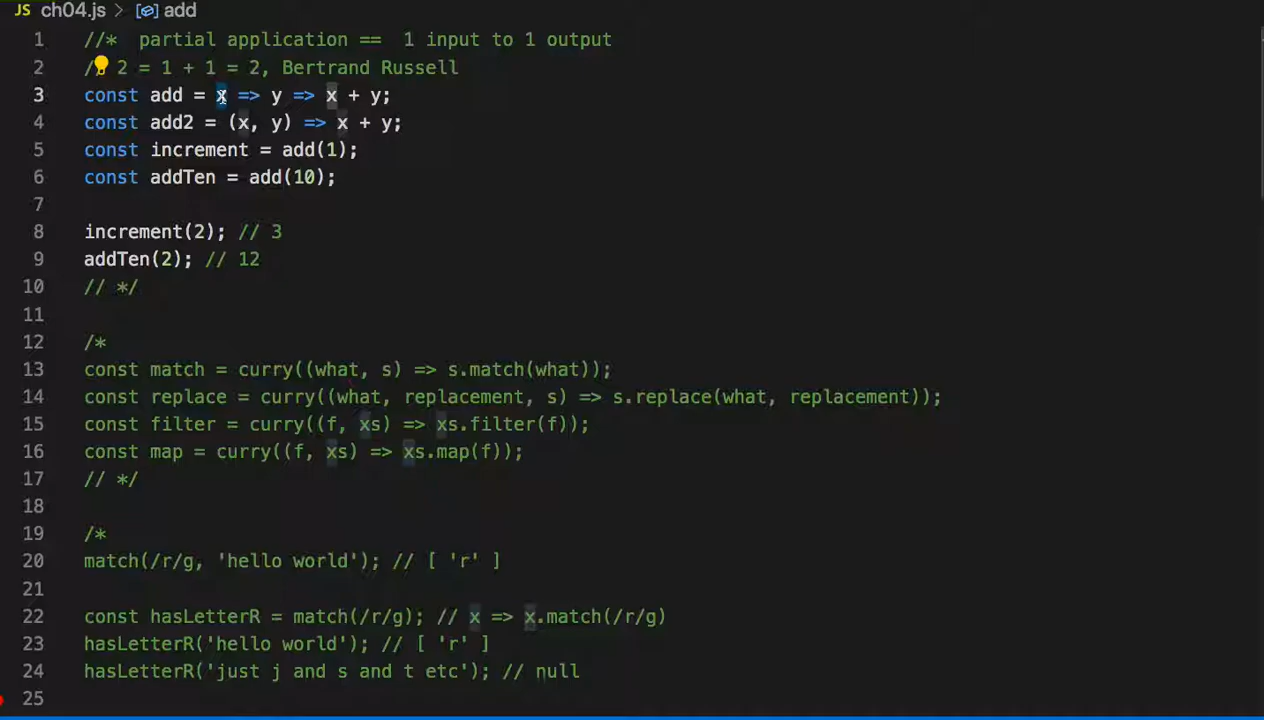 JS ch04.js > add
1 //* partial application == 1 input to 1 output
2 / 2 = 1 + 1 = 2, Bertrand Russell
3 const add = x => y => x + y;
4 const add2 = (x, y) => x + y;
5 const increment = add(1);
6 const addTen = add(10);
7
8 increment(2); // 3
9 addTen(2); // 12
10 // */
11
12 /*
13 const match = curry((what, s) => s.match(what));
14 const replace = curry((what, replacement, s) => s.replace(what, replacement));
15 const filter = curry((f, xs) => xs.filter(f));
16 const map = curry((f, xs) => xs.map(f));
17 // */
18
19 /*
20 match(/r/g, 'hello world'); // [ 'r' ]
21
22 const hasLetterR = match(/r/g); // x => x.match(/r/g)
23 hasLetterR('hello world'); // [ 'r' ]
24 hasLetterR('just j and s and t etc'); // null
25